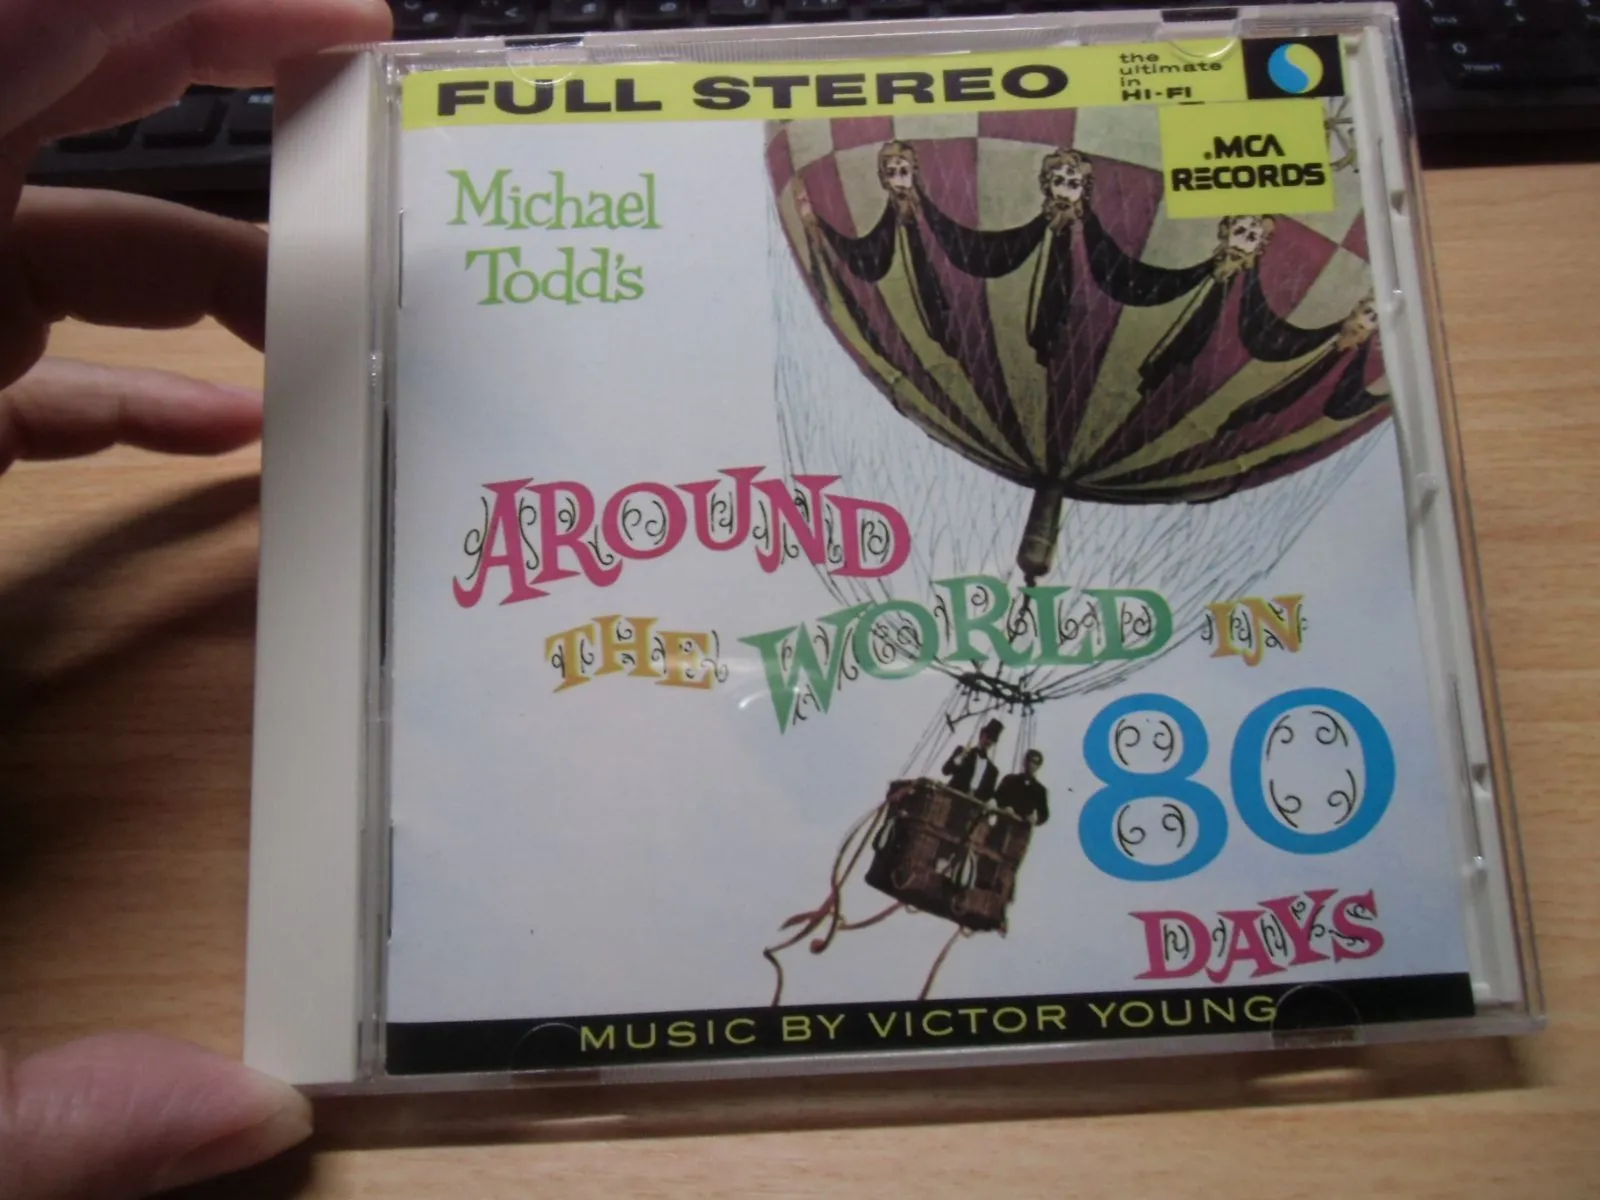 FULL STEREO
the
ultimate
in
HI-FI
.MCA
RECORDS
Michael
Todd's
AROUND
THE WORLD IN
80
DAYS
MUSIC BY VICTOR YOUNG